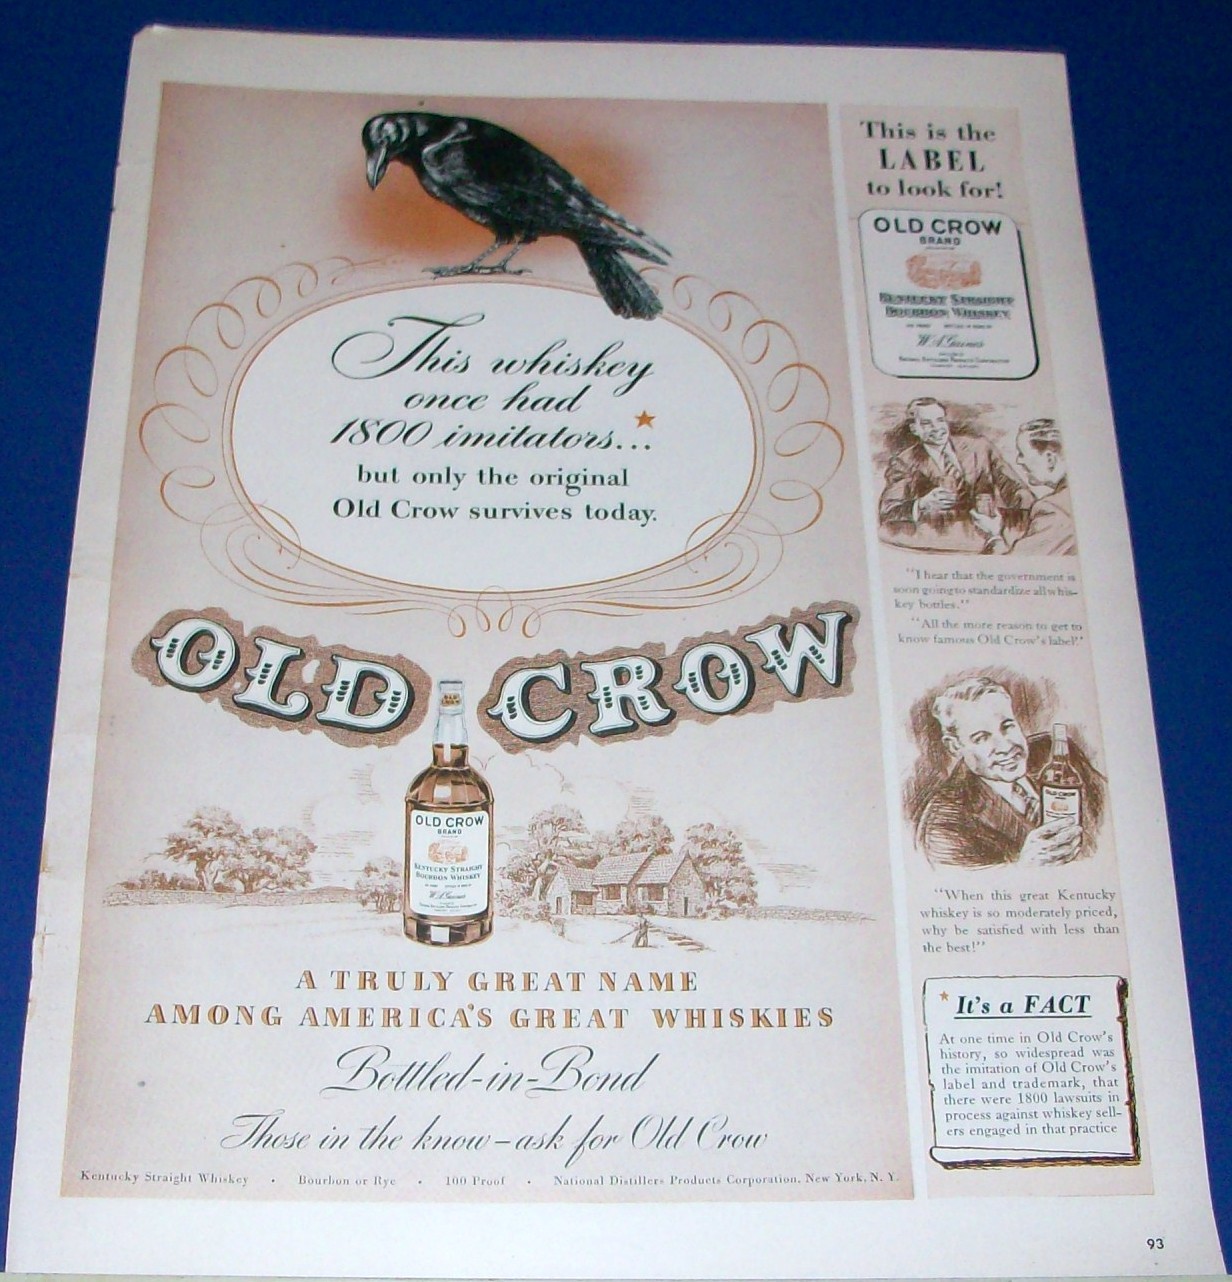 This whiskey
once had
1800 imitators...
but only the original
Old Crow survives today.
OLD CROW
OLD CROW
BRAND
KENTUCKY STRAIGHT
BOURBON WHISKEY
A TRULY GREAT NAME
AMONG AMERICA'S GREAT WHISKIES
Bottled-in-Bond
Those in the know—ask for Old Crow
Kentucky Straight Whiskey • Bourbon or Rye • 100 Proof • National Distillers Products Corporation, New York, N. Y.
This is the
LABEL
to look for!
OLD CROW
BRAND
KENTUCKY STRAIGHT
BOURBON WHISKEY
"I hear that the government is
soon going to standardize all whis-
key bottles."
"All the more reason to get to
know famous Old Crow's label!"
OLD CROW
"When this great Kentucky
whiskey is so moderately priced,
why be satisfied with less than
the best!"
It's a FACT
At one time in Old Crow's
history, so widespread was
the imitation of Old Crow's
label and trademark, that
there were 1800 lawsuits in
process against whiskey sell-
ers engaged in that practice
93